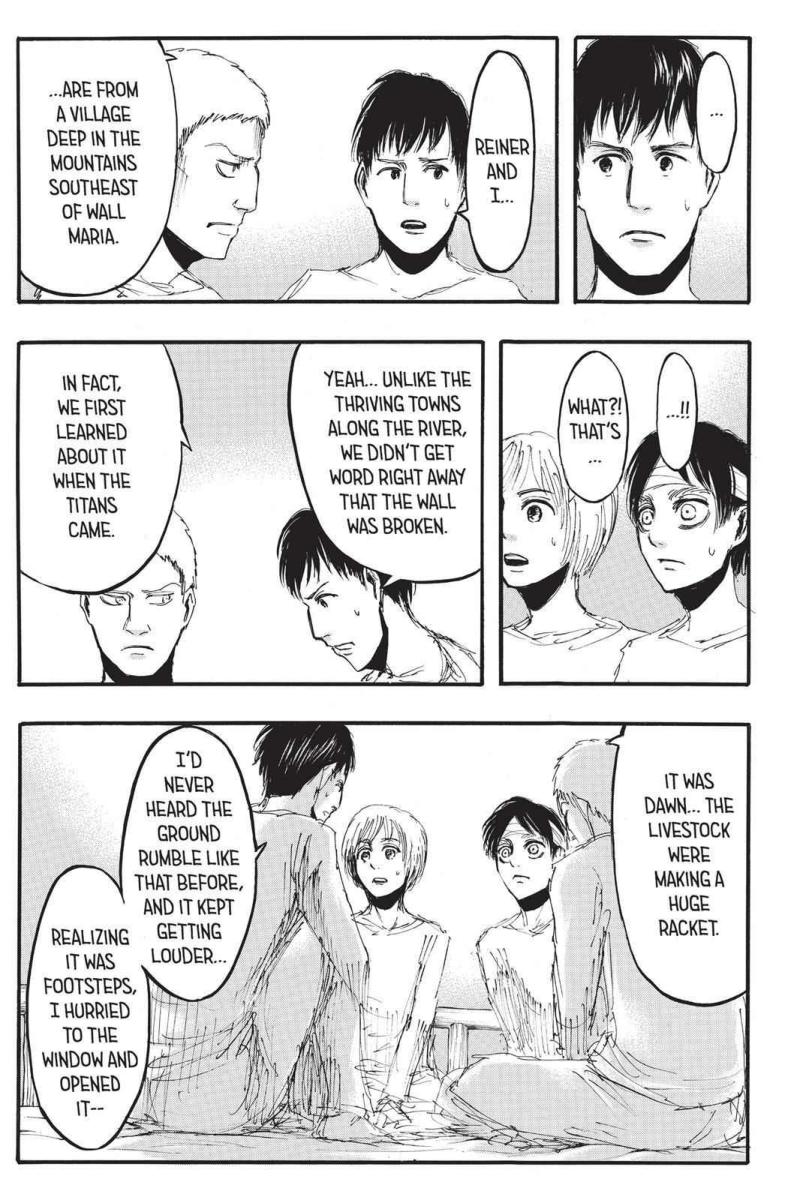 ...
REINER
AND
I...
...ARE FROM
A VILLAGE
DEEP IN THE
MOUNTAINS
SOUTHEAST
OF WALL
MARIA.
...!!
WHAT?!
THAT'S
...
YEAH... UNLIKE THE
THRIVING TOWNS
ALONG THE RIVER,
WE DIDN'T GET
WORD RIGHT AWAY
THAT THE WALL
WAS BROKEN.
IN FACT,
WE FIRST
LEARNED
ABOUT IT
WHEN THE
TITANS
CAME.
IT WAS
DAWN... THE
LIVESTOCK
WERE
MAKING A
HUGE
RACKET.
I'D
NEVER
HEARD THE
GROUND
RUMBLE LIKE
THAT BEFORE,
AND IT KEPT
GETTING
LOUDER...
REALIZING
IT WAS
FOOTSTEPS,
I HURRIED
TO THE
WINDOW AND
OPENED
IT--